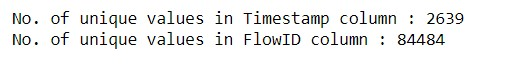 No. of unique values in Timestamp column : 2639
No. of unique values in FlowID column : 84484